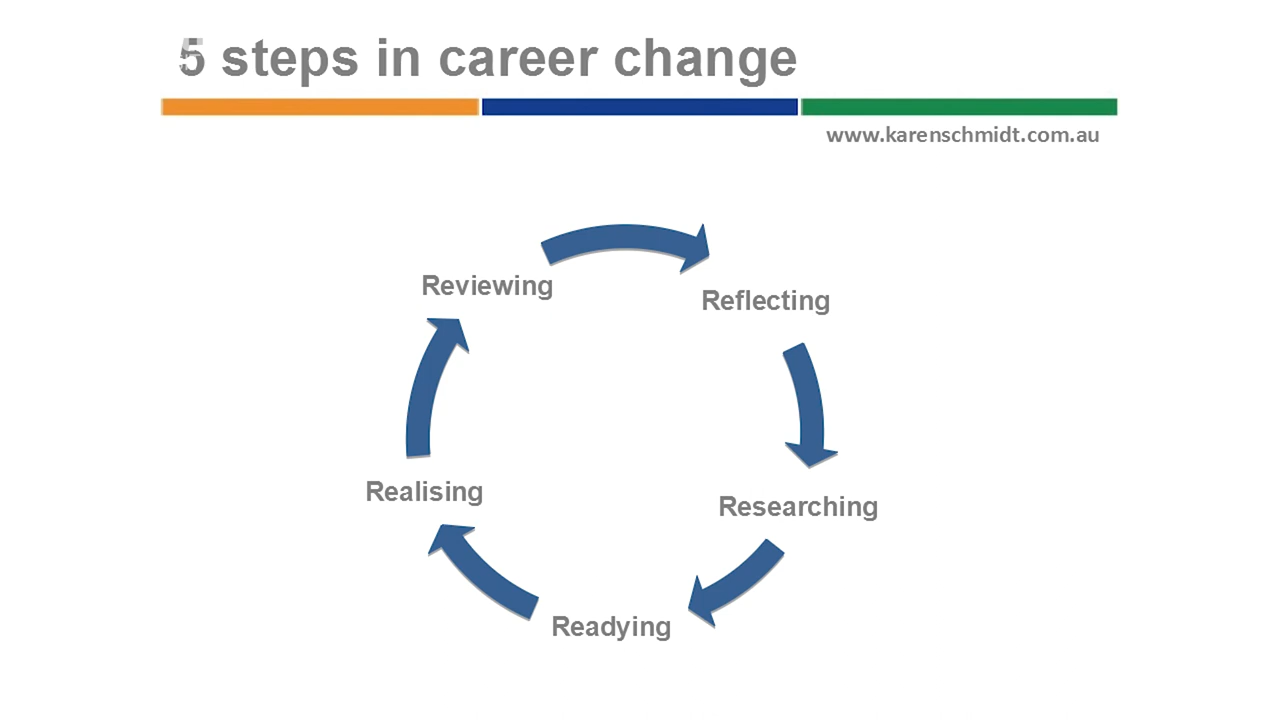 5 steps in career change
www.karenschmidt.com.au
Reviewing
Reflecting
Realising
Researching
Readying